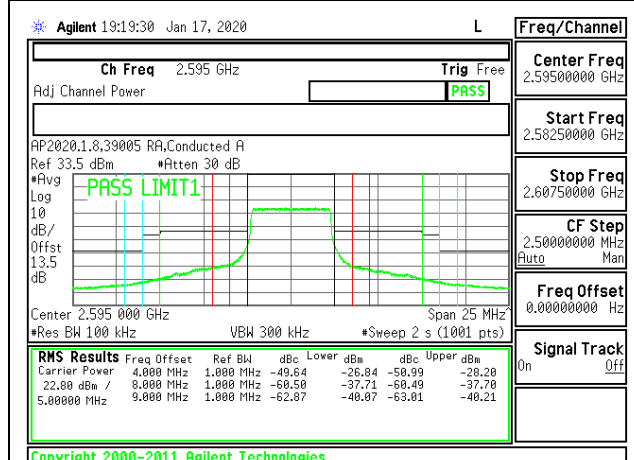 Agilent 19:19:30 Jan 17, 2020 L
Freq/Channel
Ch Freq 2.595 GHz Trig Free
Adj Channel Power PASS
Center Freq
2.59500000 GHz
Start Freq
2.58250000 GHz
Stop Freq
2.60750000 GHz
CF Step
2.50000000 MHz
Auto Man
Freq Offset
0.00000000 Hz
Signal Track
On Off
AP2020.1.8,39005 RA,Conducted A
Ref 33.5 dBm #Atten 30 dB
#Avg
Log
10
dB/
Offst
13.5
dB
PASS LIMIT1
Center 2.595 000 GHz Span 25 MHz^
#Res BW 100 kHz VBW 300 kHz #Sweep 2 s (1001 pts)
RMS Results Freq Offset Ref BW dBc Lower dBm dBc Upper dBm
Carrier Power 4.000 MHz 1.000 MHz -49.64 -26.84 -50.99 -28.20
22.80 dBm / 8.000 MHz 1.000 MHz -60.50 -37.71 -60.49 -37.70
5.00000 MHz 9.000 MHz 1.000 MHz -62.87 -40.07 -63.01 -40.21
Copyright 2000-2011 Agilent Technologies